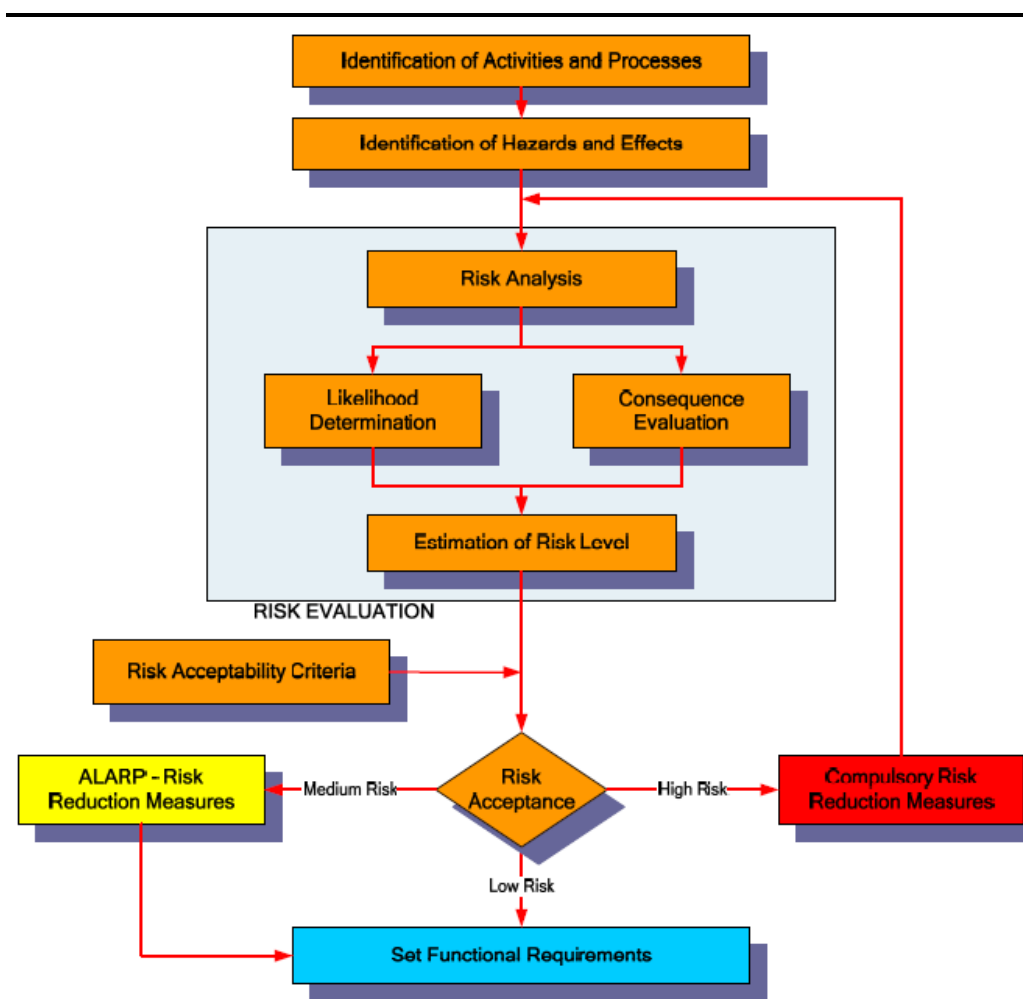 Identification of Activities and Processes
Identification of Hazards and Effects
Risk Analysis
Likelihood
Determination
Consequence
Evaluation
Estimation of Risk Level
RISK EVALUATION
Risk Acceptability Criteria
ALARP - Risk
Reduction Measures
Medium Risk
Risk
Acceptance
High Risk
Compulsory Risk
Reduction Measures
Low Risk
Set Functional Requirements